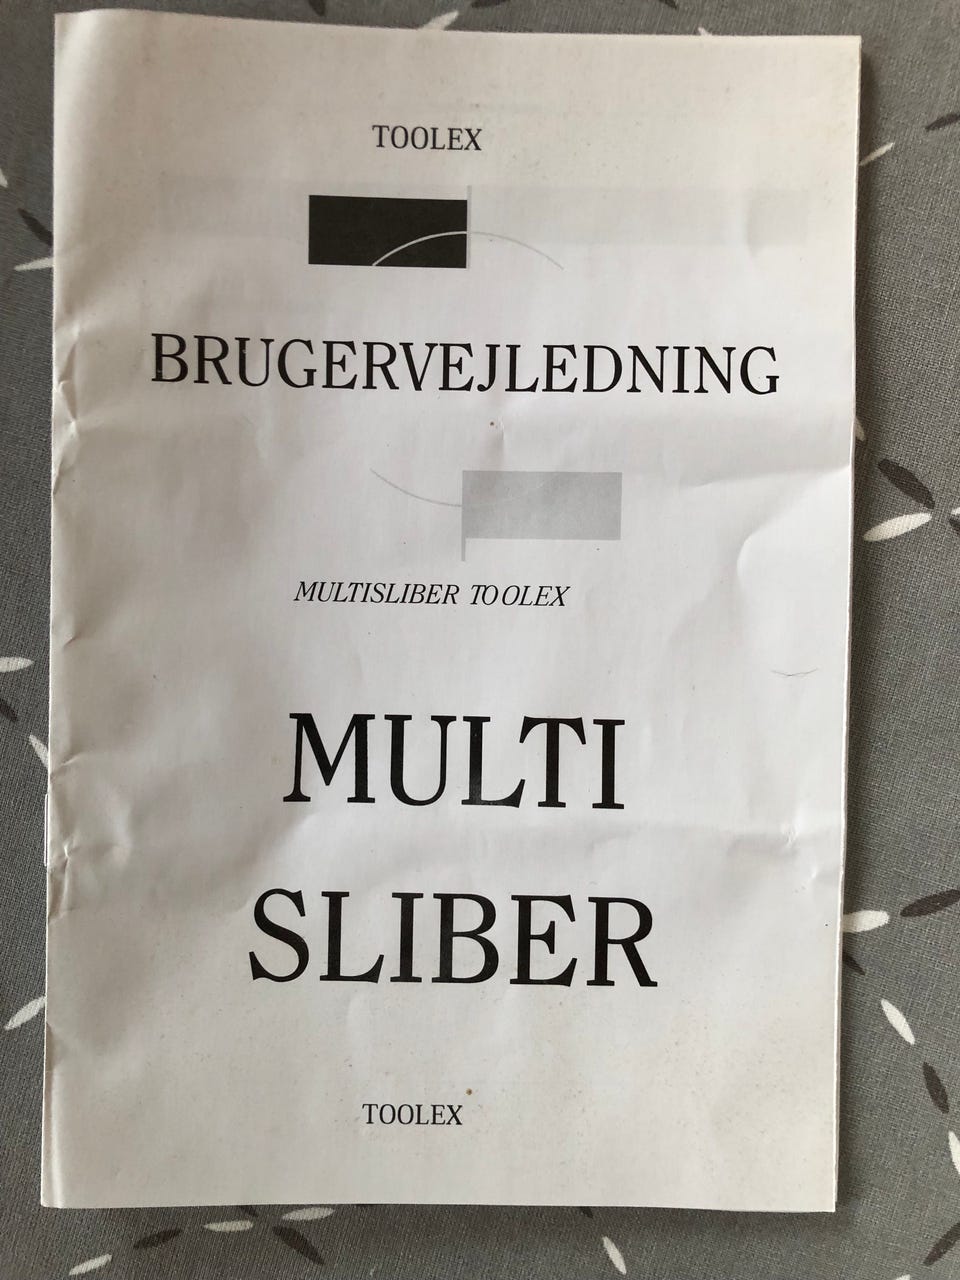 TOOLEX
BRUGERVEJLEDNING
MULTISLIBER TOOLEX
MULTI
SLIBER
TOOLEX